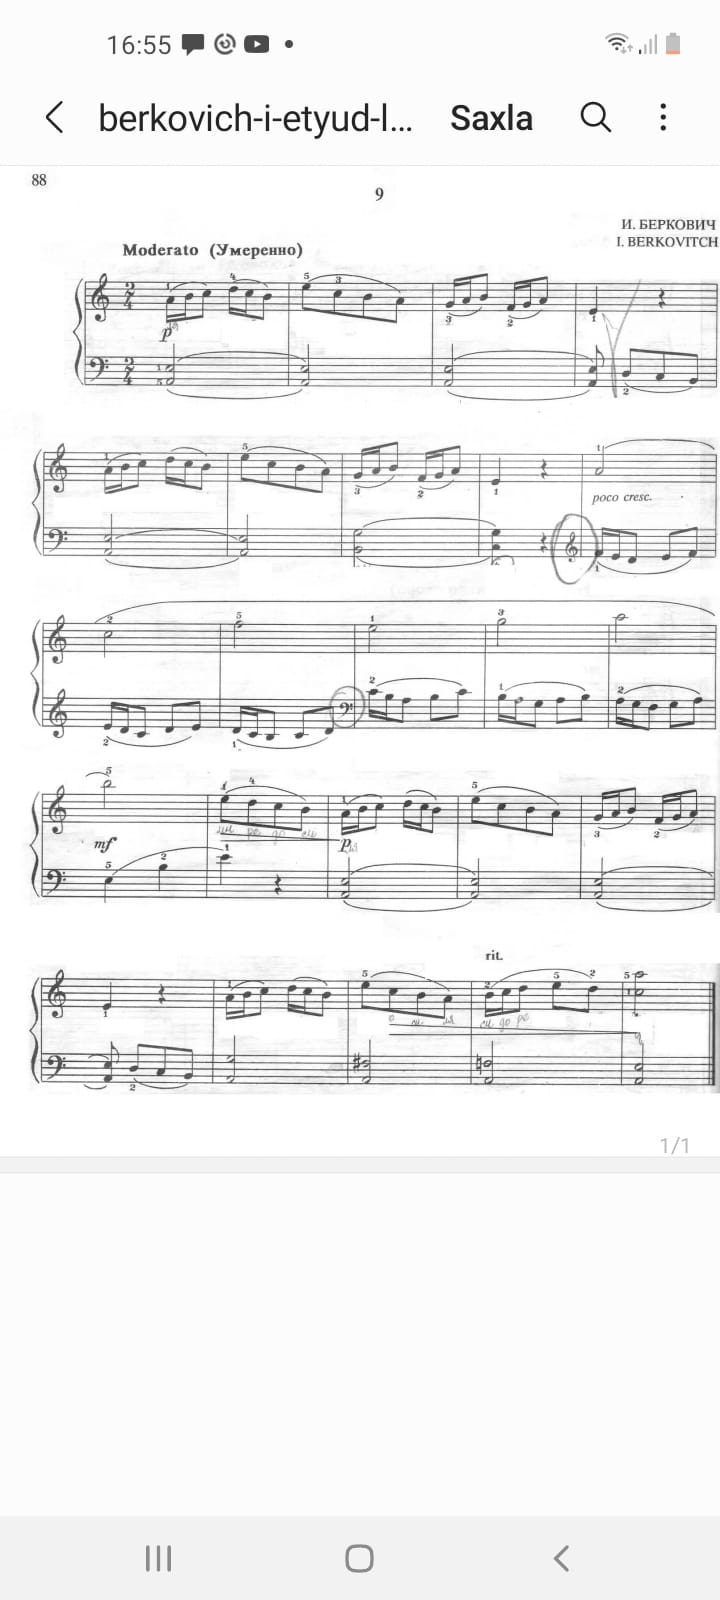 16:55
berkovich-i-etyud-l... Saxla
88
9
И. БЕРКОВИЧ
I. BERKOVITCH
Moderato (Умеренно)
p
poco cresc.
mf
ми ре до си
p
rit.
си до ре
1/1